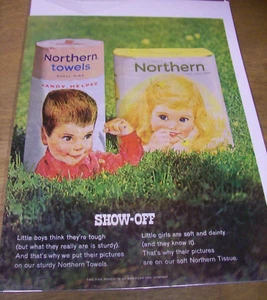 Northern
towels
HANDY HELPER
Northern
SHOW-OFF
Little boys think they're tough
(but what they really are is sturdy).
And that's why we put their pictures
on our sturdy Northern Towels.
Little girls are soft and dainty
(and they know it).
That's why their pictures
are on our soft Northern Tissue.